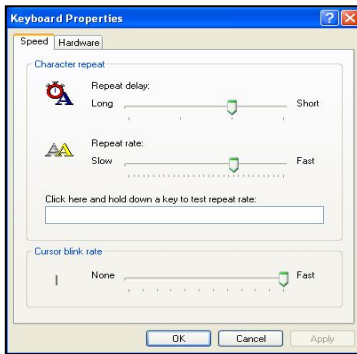 Keyboard Properties
Speed Hardware
Character repeat
Repeat delay:
Long Short
Repeat rate:
Slow Fast
Click here and hold down a key to test repeat rate:
Cursor blink rate
None Fast
OK Cancel Apply